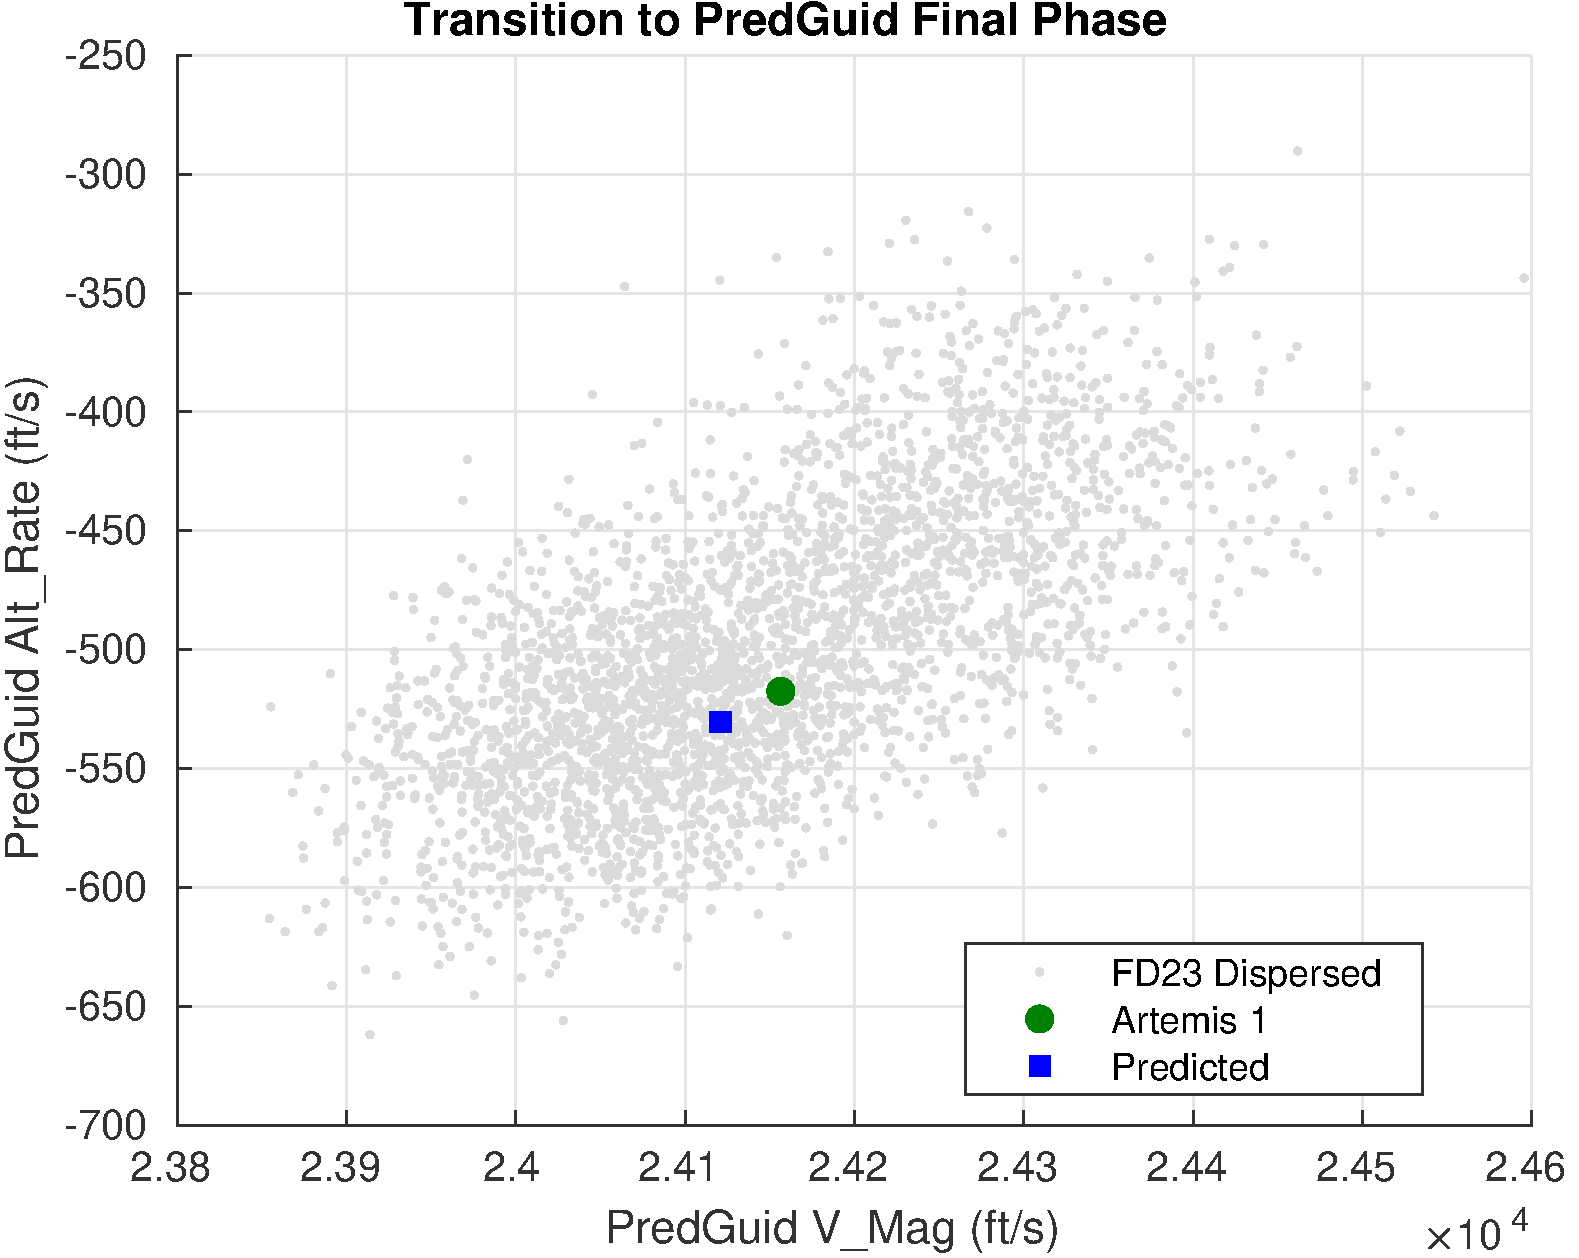 Transition to PredGuid Final Phase
PredGuid Alt_Rate (ft/s)
-250
-300
-350
-400
-450
-500
-550
-600
-650
-700
FD23 Dispersed
Artemis 1
Predicted
2.38 2.39 2.4 2.41 2.42 2.43 2.44 2.45 2.46
PredGuid V_Mag (ft/s)
×10⁴